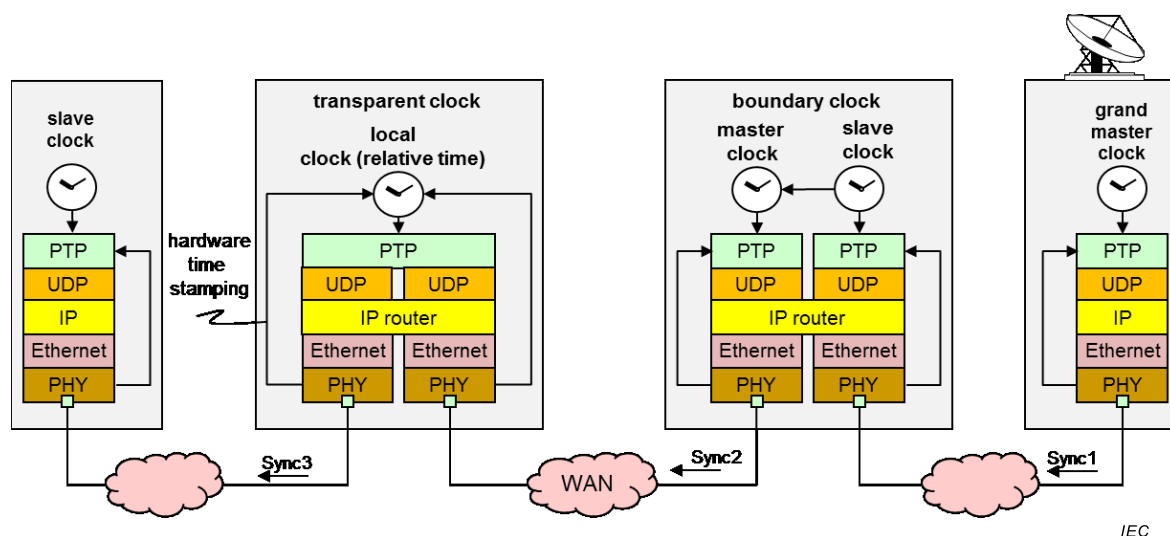 slave
clock
PTP
UDP
IP
Ethernet
PHY
transparent clock
local
clock (relative time)
hardware
time
stamping
PTP
UDP UDP
IP router
Ethernet Ethernet
PHY PHY
boundary clock
master
clock
slave
clock
PTP PTP
UDP UDP
IP router
Ethernet Ethernet
PHY PHY
grand
master
clock
PTP
UDP
IP
Ethernet
PHY
Sync3
WAN
Sync2
Sync1
IEC